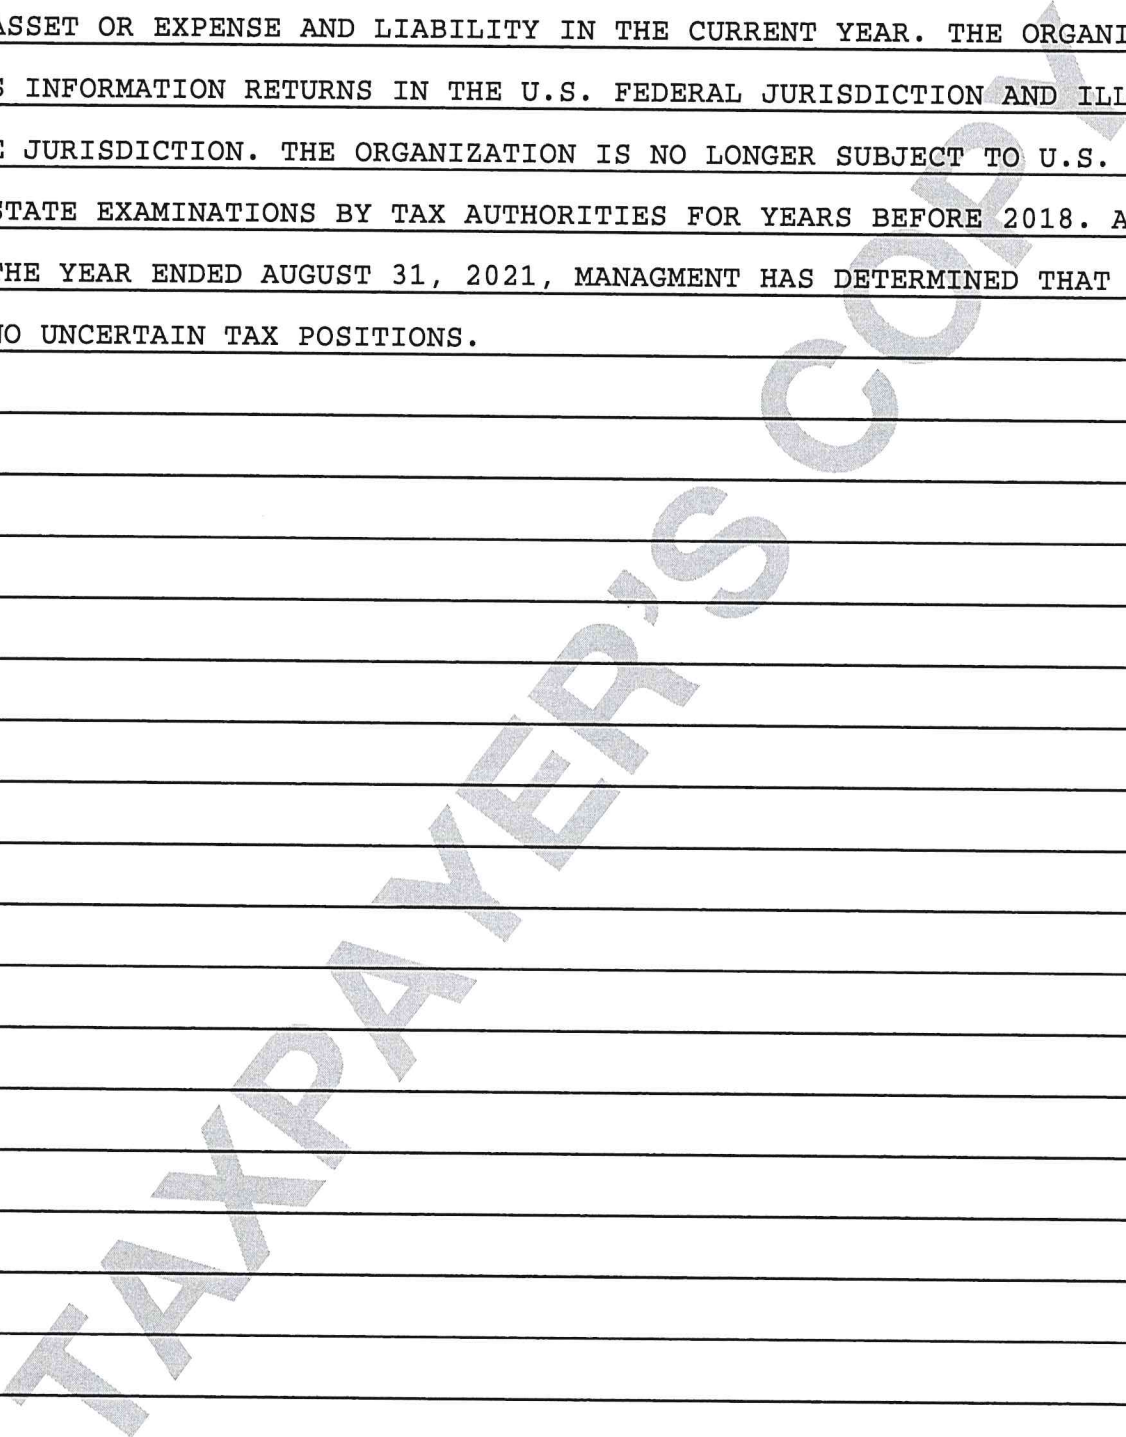 ASSET OR EXPENSE AND LIABILITY IN THE CURRENT YEAR. THE ORGANI
S INFORMATION RETURNS IN THE U.S. FEDERAL JURISDICTION AND ILL
E JURISDICTION. THE ORGANIZATION IS NO LONGER SUBJECT TO U.S.
STATE EXAMINATIONS BY TAX AUTHORITIES FOR YEARS BEFORE 2018. A
THE YEAR ENDED AUGUST 31, 2021, MANAGMENT HAS DETERMINED THAT
NO UNCERTAIN TAX POSITIONS.
TAXPAYER'S COPY